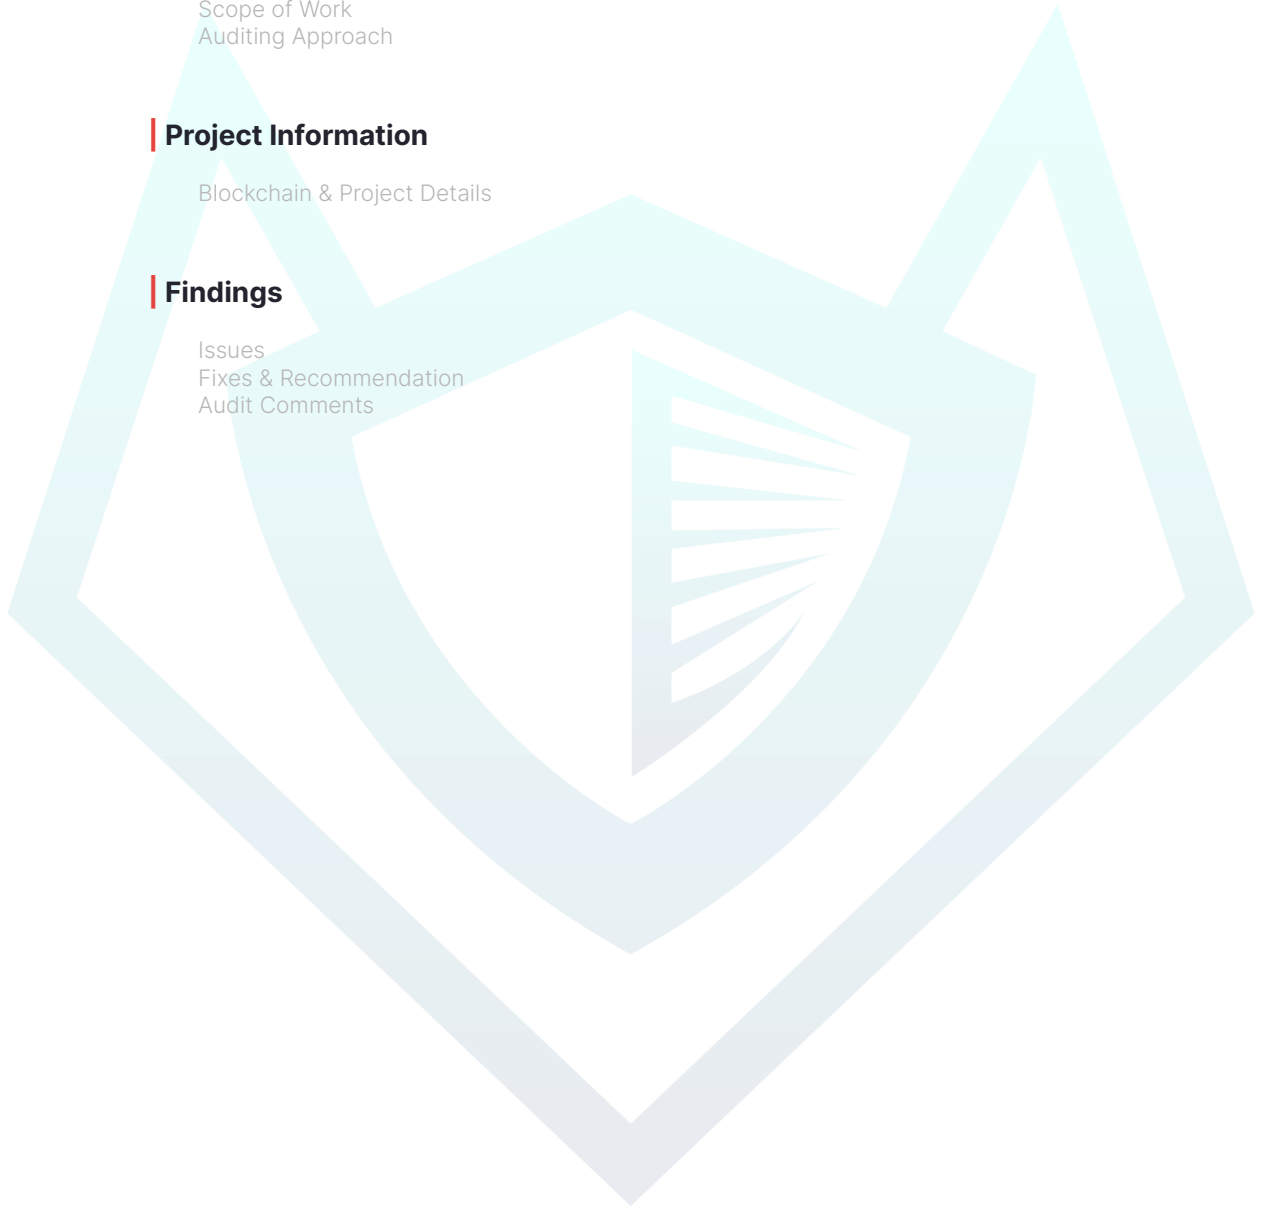 Scope of Work
Auditing Approach
Project Information
Blockchain & Project Details
Findings
Issues
Fixes & Recommendation
Audit Comments